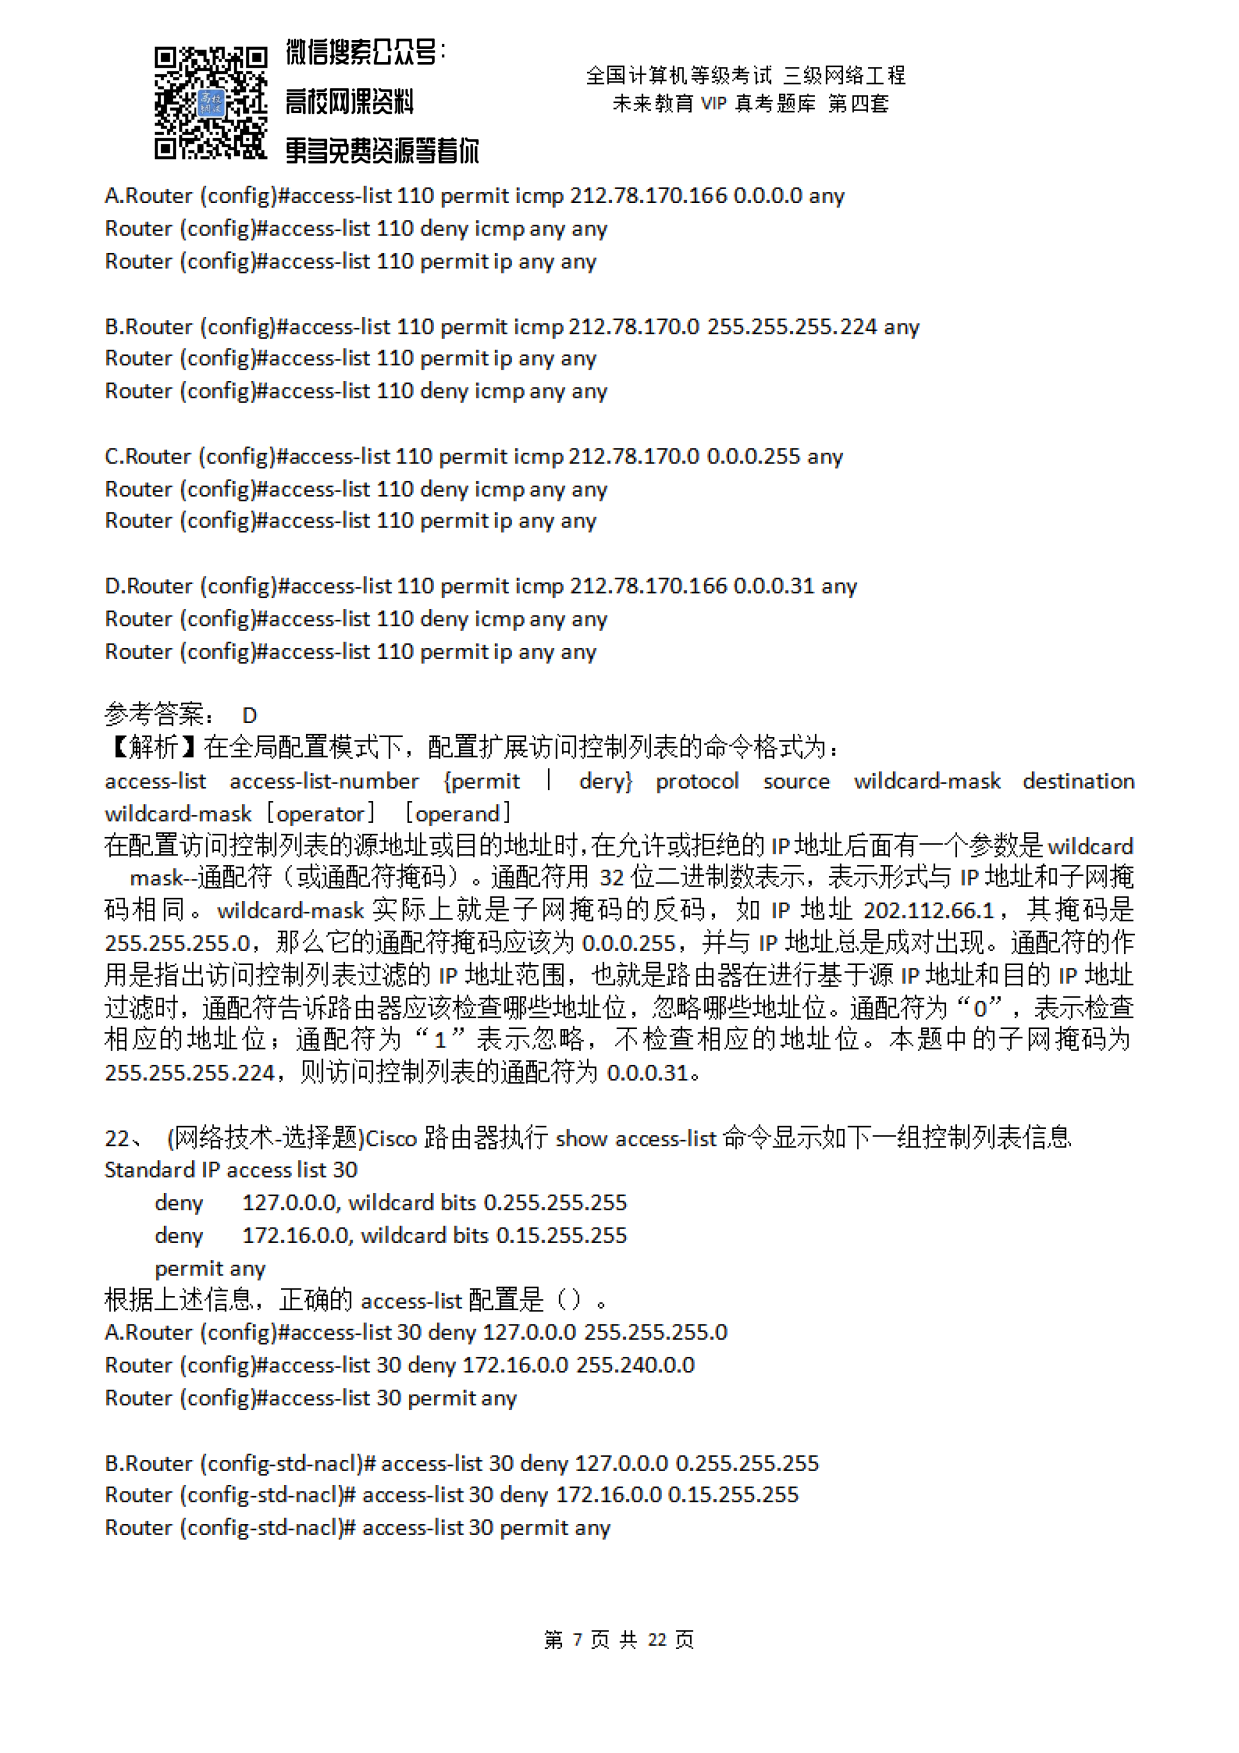 微信搜索公众号：
高校网课资料
更多免费资源等着你
全国计算机等级考试 三级网络工程
未来教育 VIP 真考题库 第四套
A.Router (config)#access-list 110 permit icmp 212.78.170.166 0.0.0.0 any
Router (config)#access-list 110 deny icmp any any
Router (config)#access-list 110 permit ip any any
B.Router (config)#access-list 110 permit icmp 212.78.170.0 255.255.255.224 any
Router (config)#access-list 110 permit ip any any
Router (config)#access-list 110 deny icmp any any
C.Router (config)#access-list 110 permit icmp 212.78.170.0 0.0.0.255 any
Router (config)#access-list 110 deny icmp any any
Router (config)#access-list 110 permit ip any any
D.Router (config)#access-list 110 permit icmp 212.78.170.166 0.0.0.31 any
Router (config)#access-list 110 deny icmp any any
Router (config)#access-list 110 permit ip any any
参考答案： D
【解析】在全局配置模式下，配置扩展访问控制列表的命令格式为：
access-list access-list-number {permit | dery} protocol source wildcard-mask destination
wildcard-mask［operator］［operand］
在配置访问控制列表的源地址或目的地址时,在允许或拒绝的 IP 地址后面有一个参数是 wildcard
mask--通配符（或通配符掩码）。通配符用 32 位二进制数表示，表示形式与 IP 地址和子网掩
码相同。wildcard-mask 实际上就是子网掩码的反码，如 IP 地址 202.112.66.1，其掩码是
255.255.255.0，那么它的通配符掩码应该为 0.0.0.255，并与 IP 地址总是成对出现。通配符的作
用是指出访问控制列表过滤的 IP 地址范围，也就是路由器在进行基于源 IP 地址和目的 IP 地址
过滤时，通配符告诉路由器应该检查哪些地址位，忽略哪些地址位。通配符为“0”，表示检查
相应的地址位；通配符为“1”表示忽略，不检查相应的地址位。本题中的子网掩码为
255.255.255.224，则访问控制列表的通配符为 0.0.0.31。
22、 (网络技术-选择题)Cisco 路由器执行 show access-list 命令显示如下一组控制列表信息
Standard IP access list 30
deny 127.0.0.0, wildcard bits 0.255.255.255
deny 172.16.0.0, wildcard bits 0.15.255.255
permit any
根据上述信息，正确的 access-list 配置是（）。
A.Router (config)#access-list 30 deny 127.0.0.0 255.255.255.0
Router (config)#access-list 30 deny 172.16.0.0 255.240.0.0
Router (config)#access-list 30 permit any
B.Router (config-std-nacl)# access-list 30 deny 127.0.0.0 0.255.255.255
Router (config-std-nacl)# access-list 30 deny 172.16.0.0 0.15.255.255
Router (config-std-nacl)# access-list 30 permit any
第 7 页 共 22 页